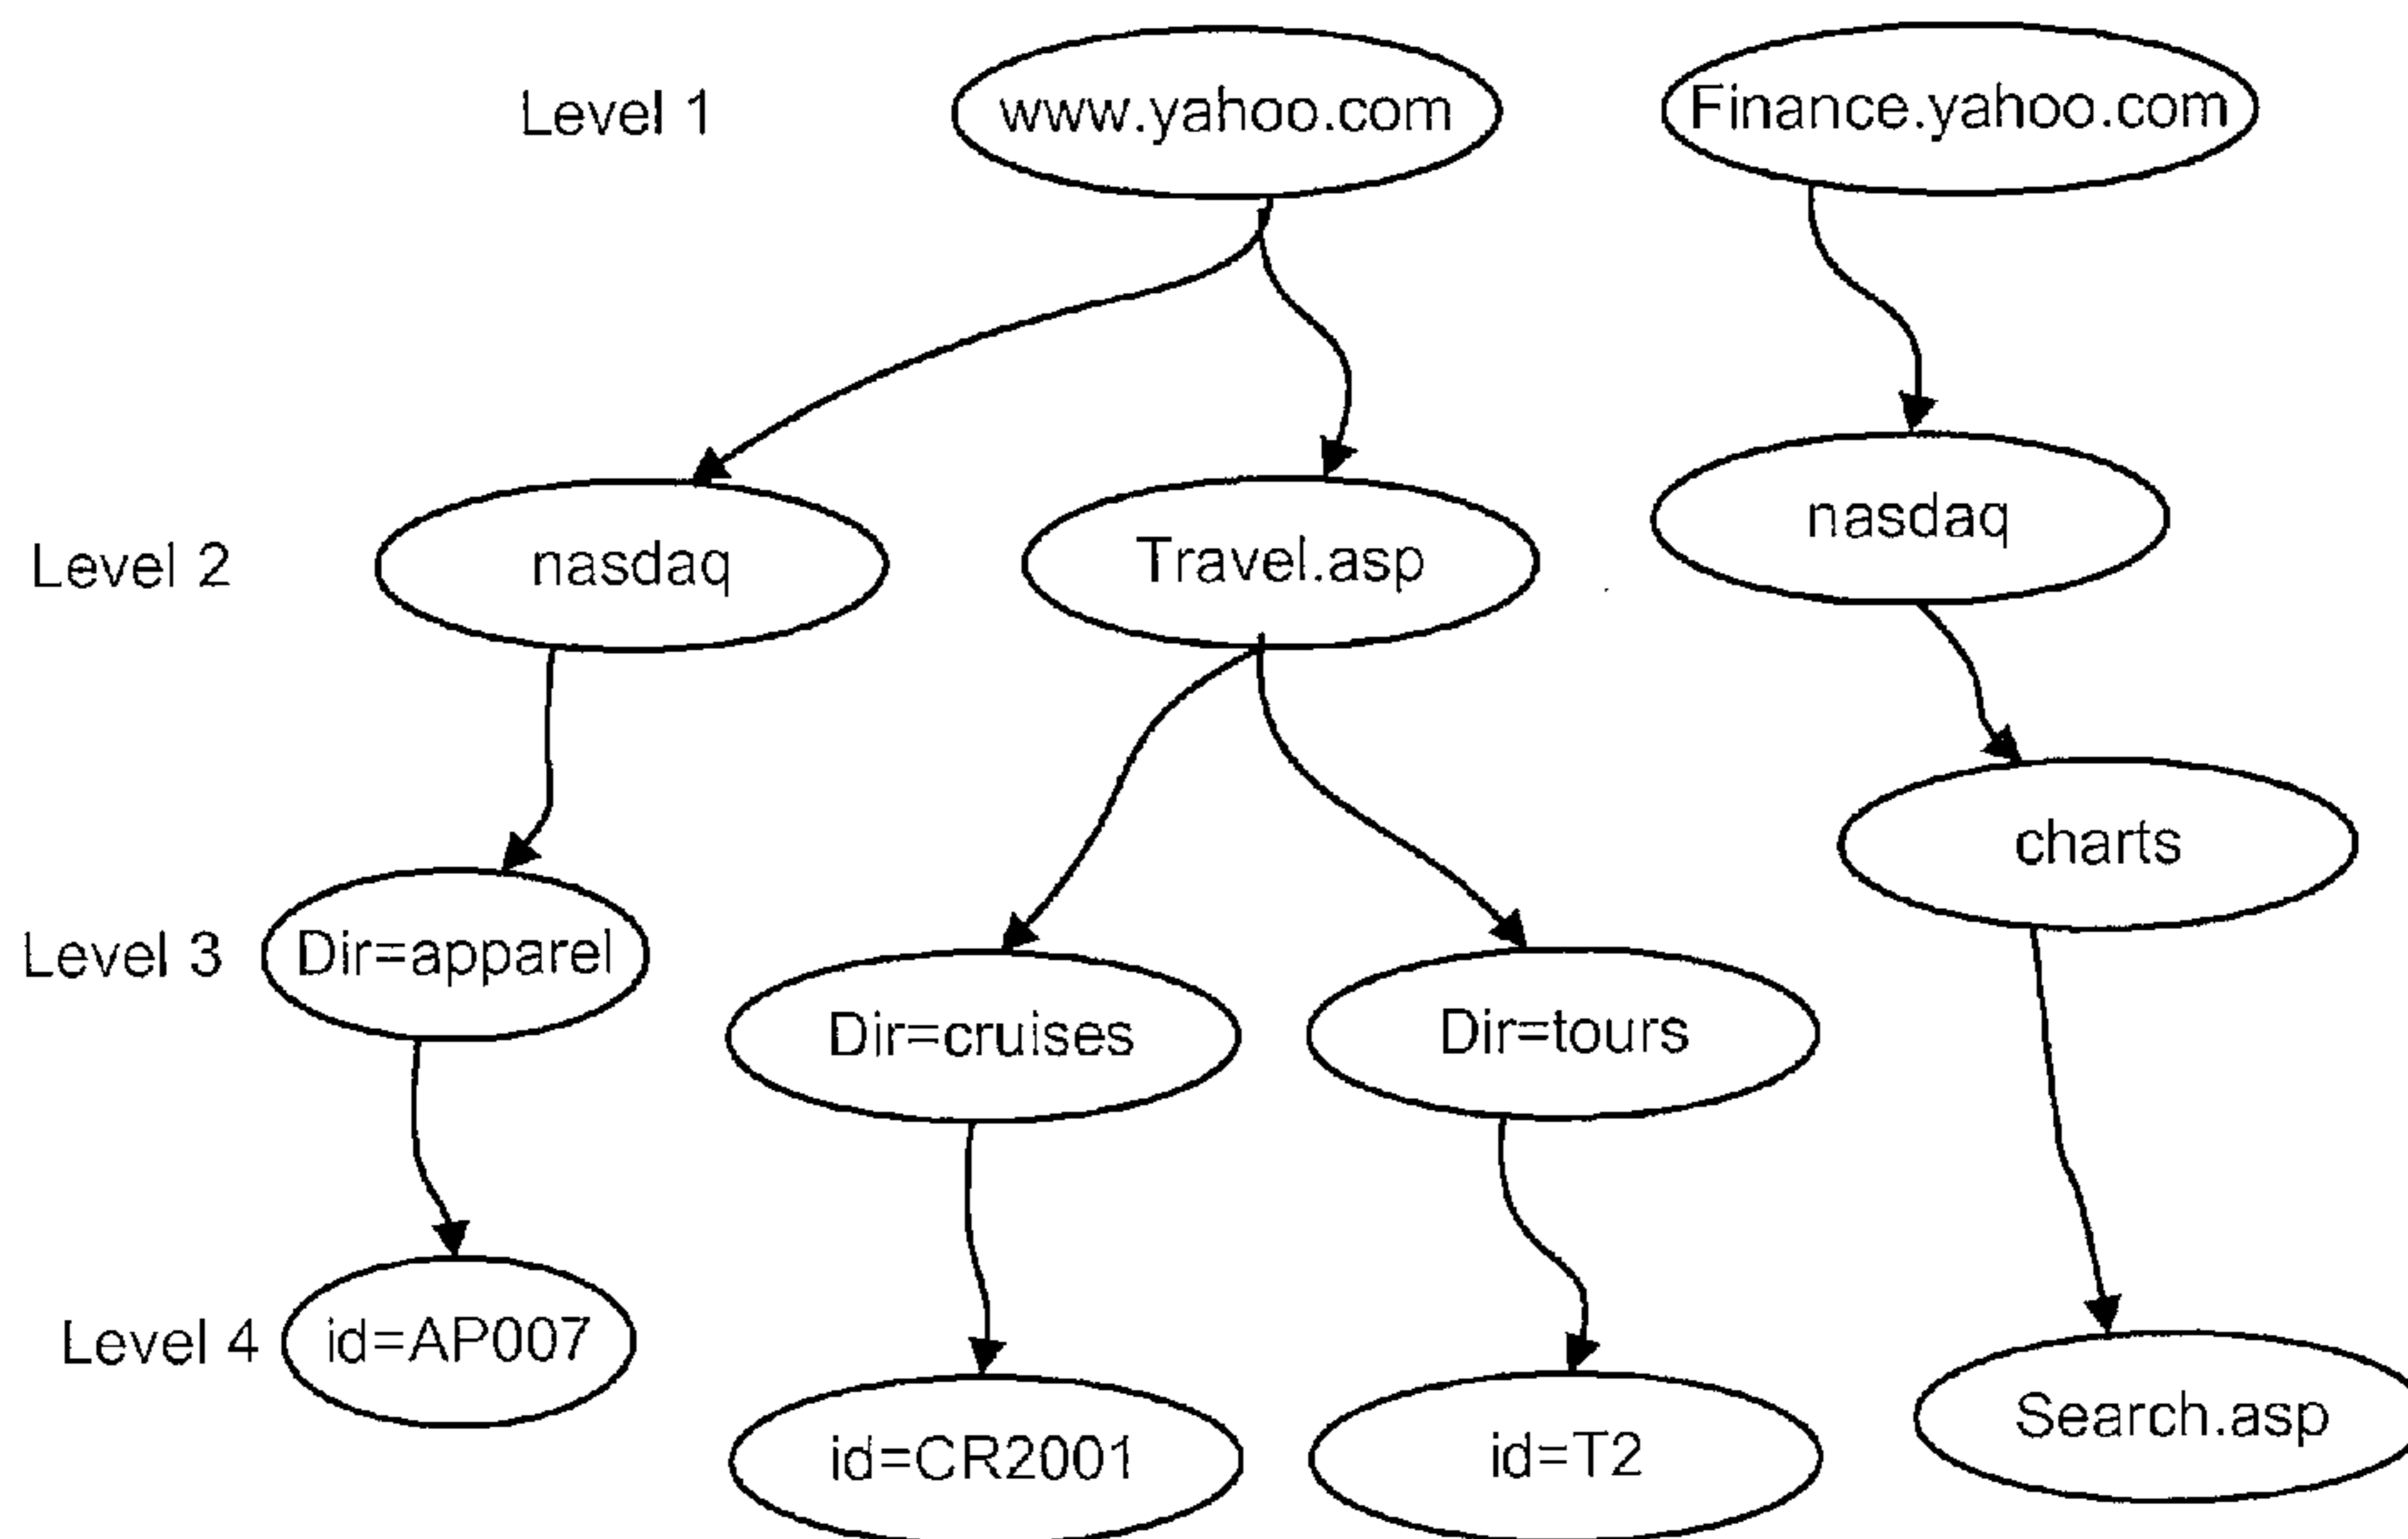 Level 1
www.yahoo.com
Finance.yahoo.com
Level 2
nasdaq
Travel.asp
nasdaq
charts
Level 3
Dir=apparel
Dir=cruises
Dir=tours
Level 4
id=AP007
id=CR2001
id=T2
Search.asp